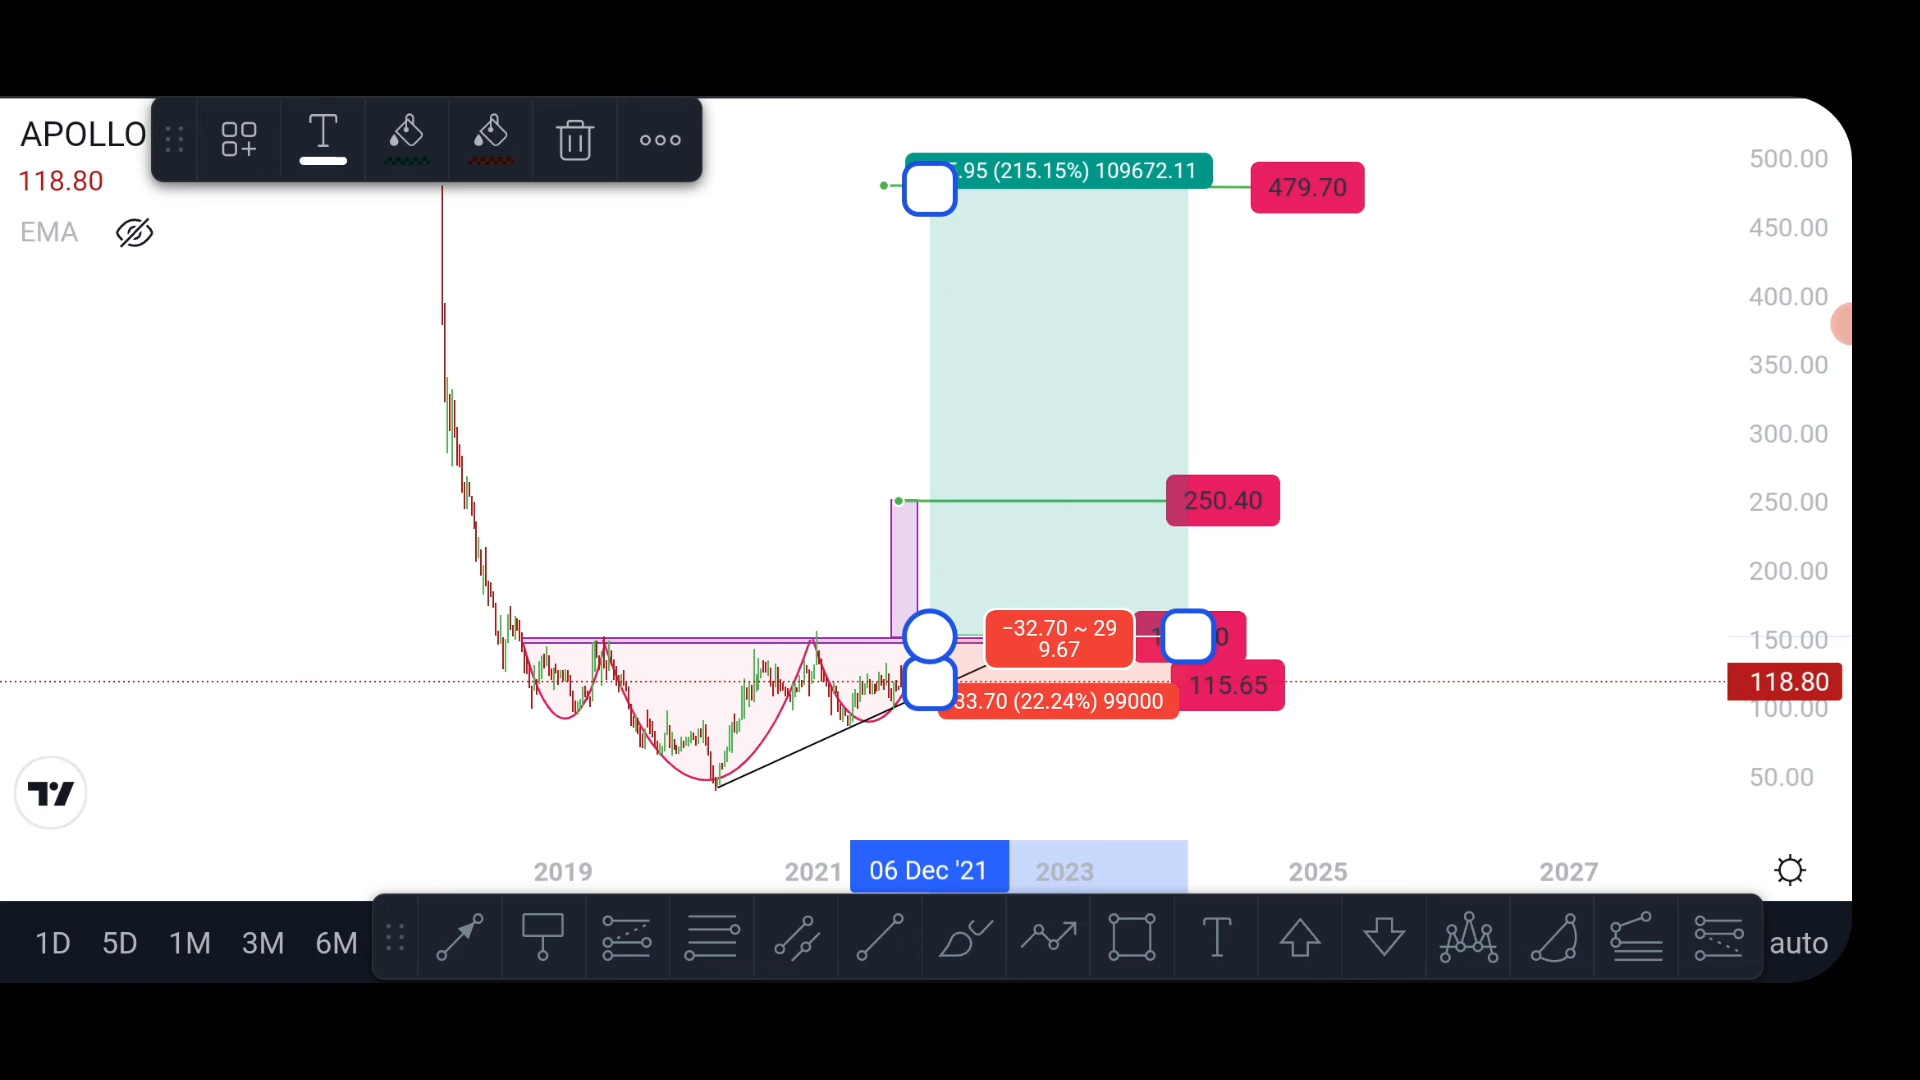 APOLLO
118.80
EMA
T
.95 (215.15%) 109672.11
479.70
250.40
−32.70 ~ 29
9.67
115.65
33.70 (22.24%) 99000
500.00
450.00
400.00
350.00
300.00
250.00
200.00
150.00
118.80
100.00
50.00
2019
2021
06 Dec '21
2023
2025
2027
1D
5D
1M
3M
6M
T
auto